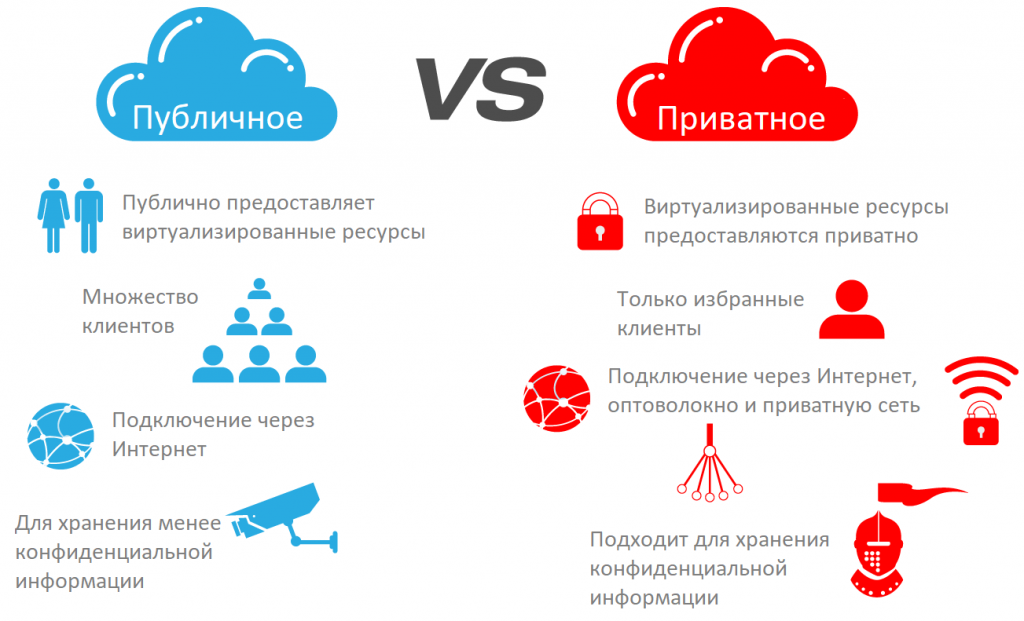 Публичное
VS
Приватное
Публично предоставляет
виртуализированные ресурсы
Множество
клиентов
Подключение через
Интернет
Для хранения менее
конфиденциальной
информации
Виртуализированные ресурсы
предоставляются приватно
Только избранные
клиенты
Подключение через Интернет,
оптоволокно и приватную сеть
Подходит для хранения
конфиденциальной
информации